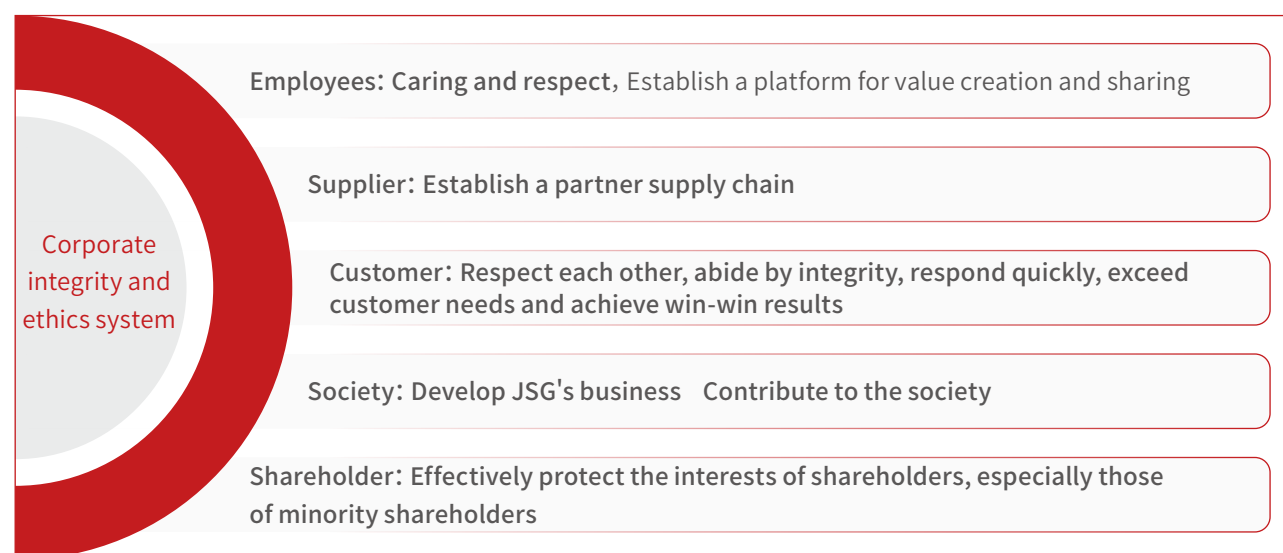 Corporate
integrity and
ethics system
Employees: Caring and respect, Establish a platform for value creation and sharing
Supplier: Establish a partner supply chain
Customer: Respect each other, abide by integrity, respond quickly, exceed
customer needs and achieve win-win results
Society: Develop JSG's business Contribute to the society
Shareholder: Effectively protect the interests of shareholders, especially those
of minority shareholders